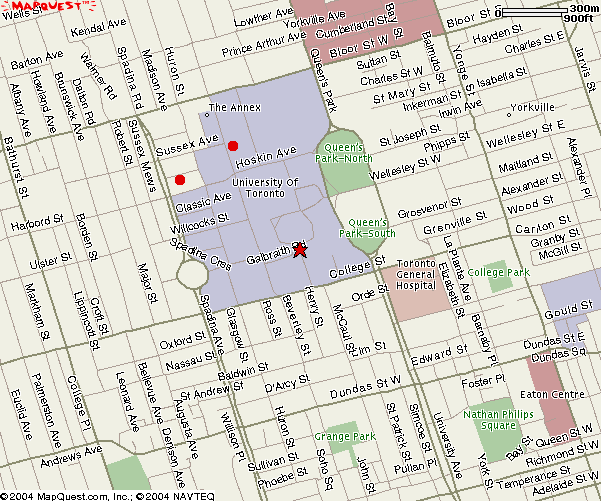 MAPQUEST
300m
900ft
Wells St
Kendal Ave
Lowther Ave
Yorkville Ave
Cumberland St
Bloor St W
Bay St
Bloor St
Prince Arthur Ave
Hayden St
Charles St E
Barton Ave
Huron St
Madison Ave
Spadina Rd
Walmer Rd
Dalton Rd
Brunswick Ave
Howland Ave
Albany Ave
Bathurst St
Robert St
Sussex Mews
The Annex
Sussex Ave
Hoskin Ave
Queen's Park
Sultan St
Charles St W
St Mary St
Inkerman St
Irwin Ave
Balmuto St
Yonge St
Isabella St
Jarvis St
Yorkville
St Joseph St
Phipps St
Wellesley St E
Queen's
Park-North
Wellesley St W
Maitland St
Alexander Pl
University Of
Toronto
Classic Ave
Willcocks St
Alexander St
Wood St
Grosvenor St
Grenville St
Carlton St
Granby St
McGill St
Harbord St
Borden St
Ulster St
Spadina Cres
Galbraith Rd
Queen's
Park-South
College St
Toronto
General
Hospital
La Plante Ave
Elizabeth St
College Park
Major St
Orde St
Gould St
Markham St
Lippincott St
Croft St
Spadina Ave
Glasgow St
Ross St
Beverley St
Henry St
McCaul St
Barnaby Pl
Dundas St E
Dundas Sq
Oxford St
Nassau St
Elm St
Edward St
Baldwin St
St Andrew St
D'Arcy St
Dundas St W
Foster Pl
Eaton Centre
Euclid Ave
Palmerston Ave
College Pl
Leonard Ave
Bellevue Ave
Denison Ave
Augusta Ave
Willison Pl
Huron St
Grange Park
St Patrick St
Simcoe St
University Ave
Nathan Philips
Square
Bay St
Queen St W
Richmond St W
Temperance St
Adelaide St W
York St
Andrews Ave
Sullivan St
Phoebe St
Soho Sq
John St
Pullan Pl
©2004 MapQuest.com, Inc.; ©2004 NAVTEQ